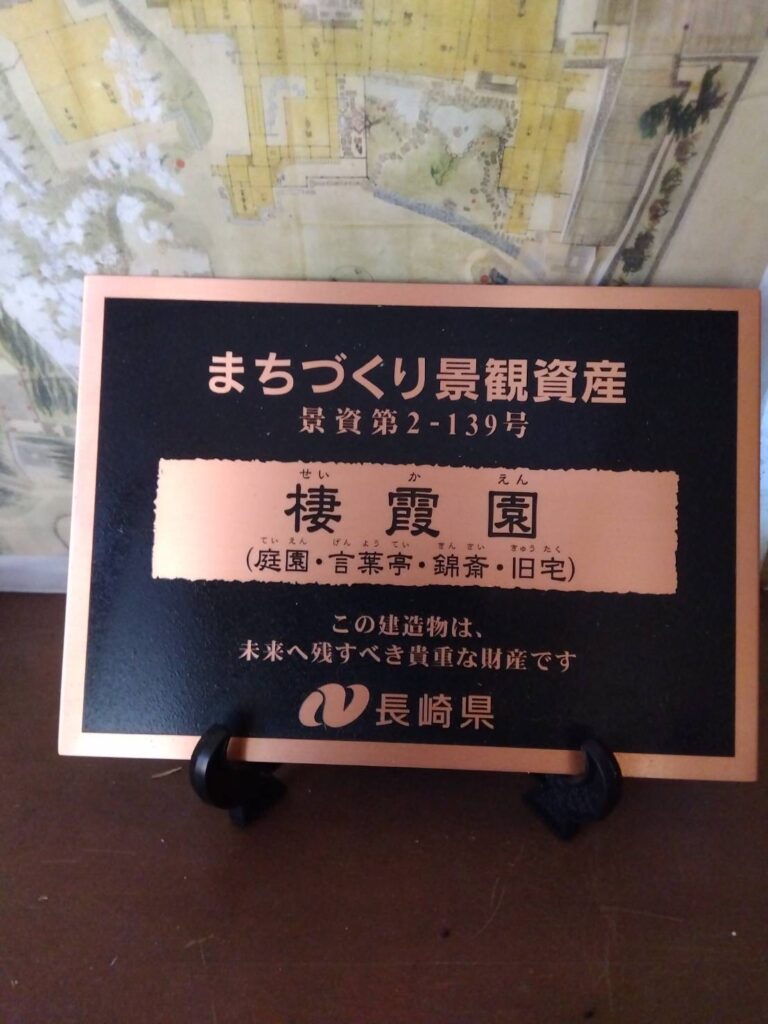 まちづくり景観資産
景資第2-139号
せい か えん
棲霞園
ていえん げんようてい きんさい きゅうたく
(庭園・言葉亭・錦斎・旧宅)
この建造物は、
未来へ残すべき貴重な財産です
長崎県